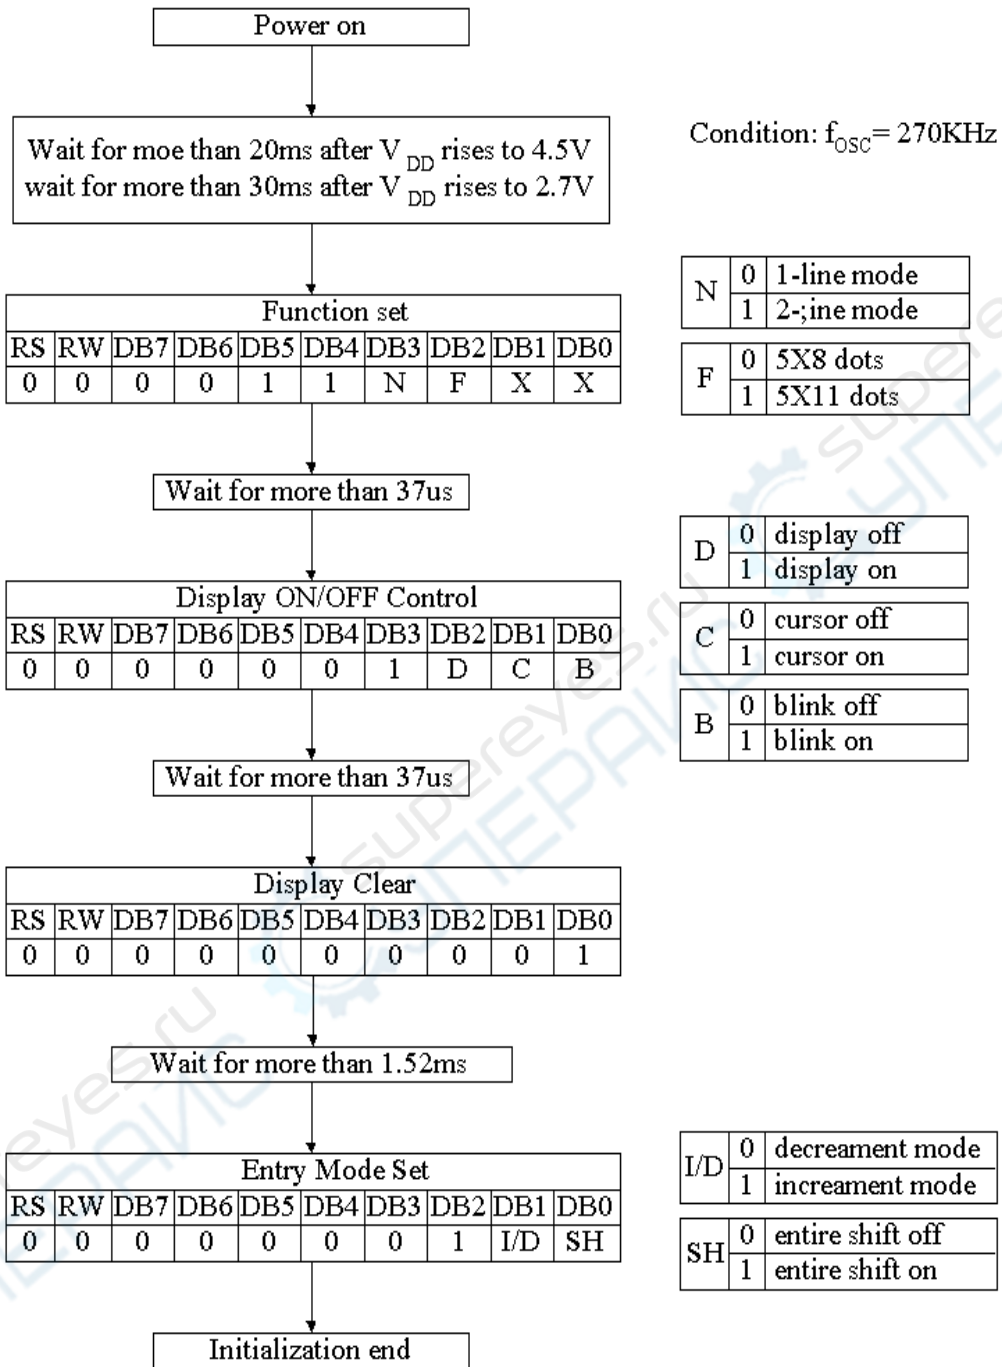 Power on
Wait for moe than 20ms after V DD rises to 4.5V
wait for more than 30ms after V DD rises to 2.7V
Condition: fOSC= 270KHz
Function set
RS RW DB7 DB6 DB5 DB4 DB3 DB2 DB1 DB0
0 0 0 0 1 1 N F X X
N 0 1-line mode
1 2-;ine mode
F 0 5X8 dots
1 5X11 dots
Wait for more than 37us
Display ON/OFF Control
RS RW DB7 DB6 DB5 DB4 DB3 DB2 DB1 DB0
0 0 0 0 0 0 1 D C B
D 0 display off
1 display on
C 0 cursor off
1 cursor on
B 0 blink off
1 blink on
Wait for more than 37us
Display Clear
RS RW DB7 DB6 DB5 DB4 DB3 DB2 DB1 DB0
0 0 0 0 0 0 0 0 0 1
Wait for more than 1.52ms
Entry Mode Set
RS RW DB7 DB6 DB5 DB4 DB3 DB2 DB1 DB0
0 0 0 0 0 0 0 1 I/D SH
I/D 0 decreament mode
1 increament mode
SH 0 entire shift off
1 entire shift on
Initialization end
supereyes.ru
СУПЕРАЙС